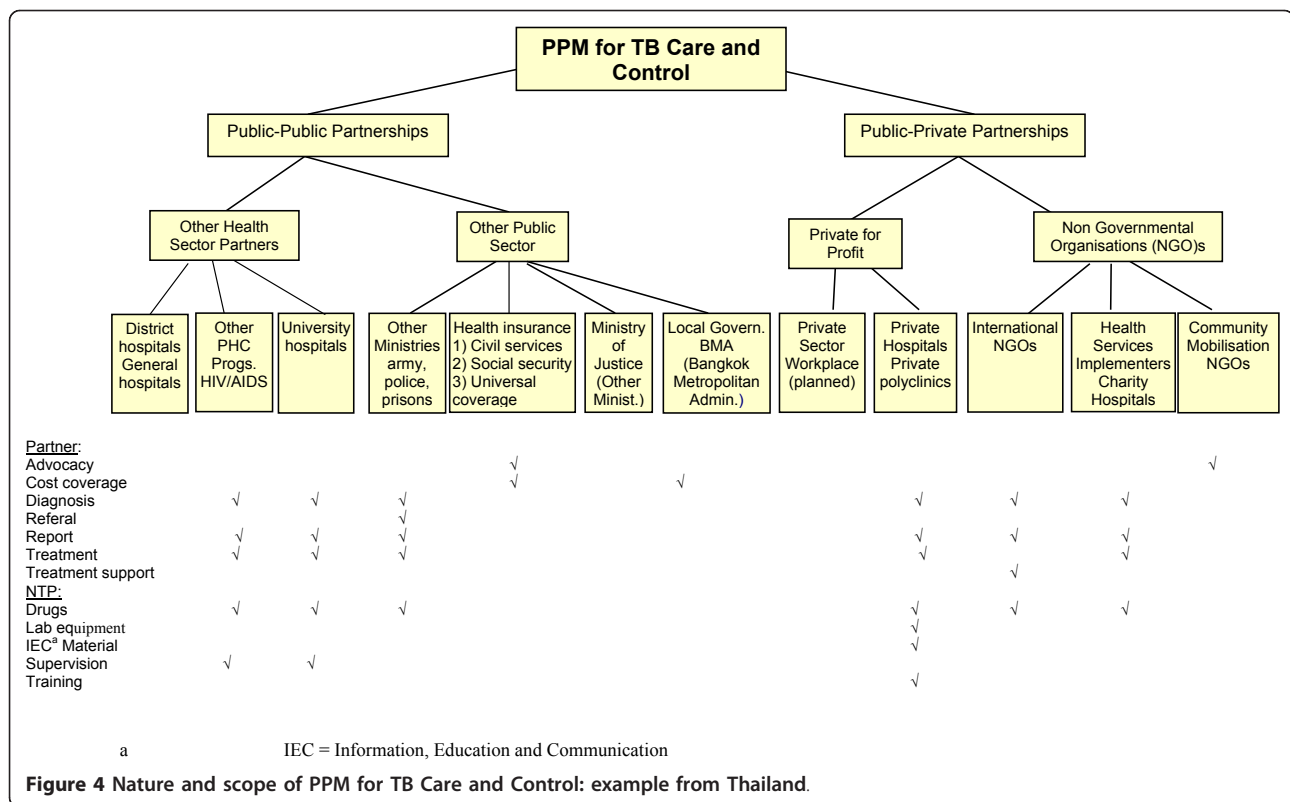 PPM for TB Care and
Control
Public-Public Partnerships
Public-Private Partnerships
Other Health
Sector Partners
Other Public
Sector
Private for
Profit
Non Governmental
Organisations (NGO)s
District
hospitals
General
hospitals
Other
PHC
Progs.
HIV/AIDS
University
hospitals
Other
Ministries
army,
police,
prisons
Health insurance
1) Civil services
2) Social security
3) Universal
coverage
Ministry
of
Justice
(Other
Minist.)
Local Govern.
BMA
(Bangkok
Metropolitan
Admin.)
Private
Sector
Workplace
(planned)
Private
Hospitals
Private
polyclinics
International
NGOs
Health
Services
Implementers
Charity
Hospitals
Community
Mobilisation
NGOs
Partner:
Advocacy √ √
Cost coverage √ √
Diagnosis √ √ √ √ √ √
Referal √
Report √ √ √ √ √ √
Treatment √ √ √ √ √
Treatment support √
NTP:
Drugs √ √ √ √ √ √
Lab equipment √
IECa Material √
Supervision √ √
Training √
a IEC = Information, Education and Communication
Figure 4 Nature and scope of PPM for TB Care and Control: example from Thailand.